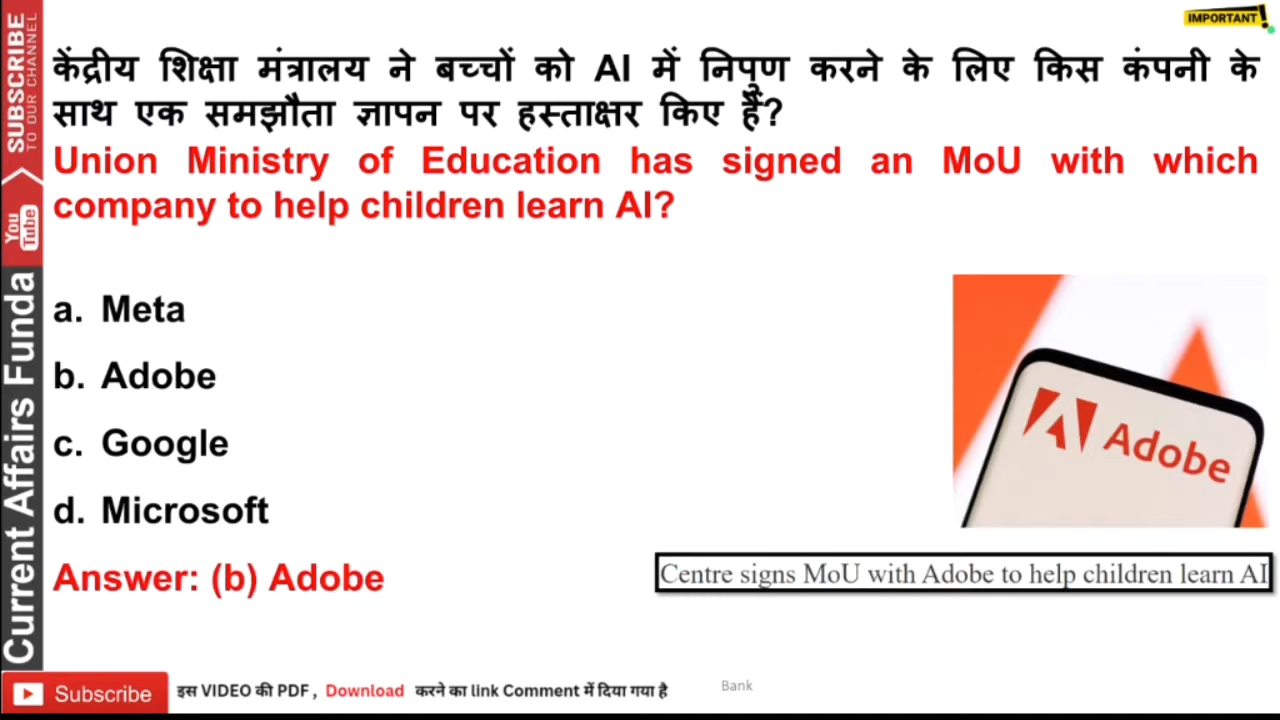 IMPORTANT!
केंद्रीय शिक्षा मंत्रालय ने बच्चों को AI में निपुण करने के लिए किस कंपनी के
साथ एक समझौता ज्ञापन पर हस्ताक्षर किए हैं?
Union Ministry of Education has signed an MoU with which
company to help children learn AI?
a. Meta
b. Adobe
c. Google
d. Microsoft
Answer: (b) Adobe
Adobe
Centre signs MoU with Adobe to help children learn AI
SUBSCRIBE
TO OUR CHANNEL
You
Tube
Current Affairs Funda
Subscribe
इस VIDEO की PDF , Download करने का link Comment में दिया गया है
Bank